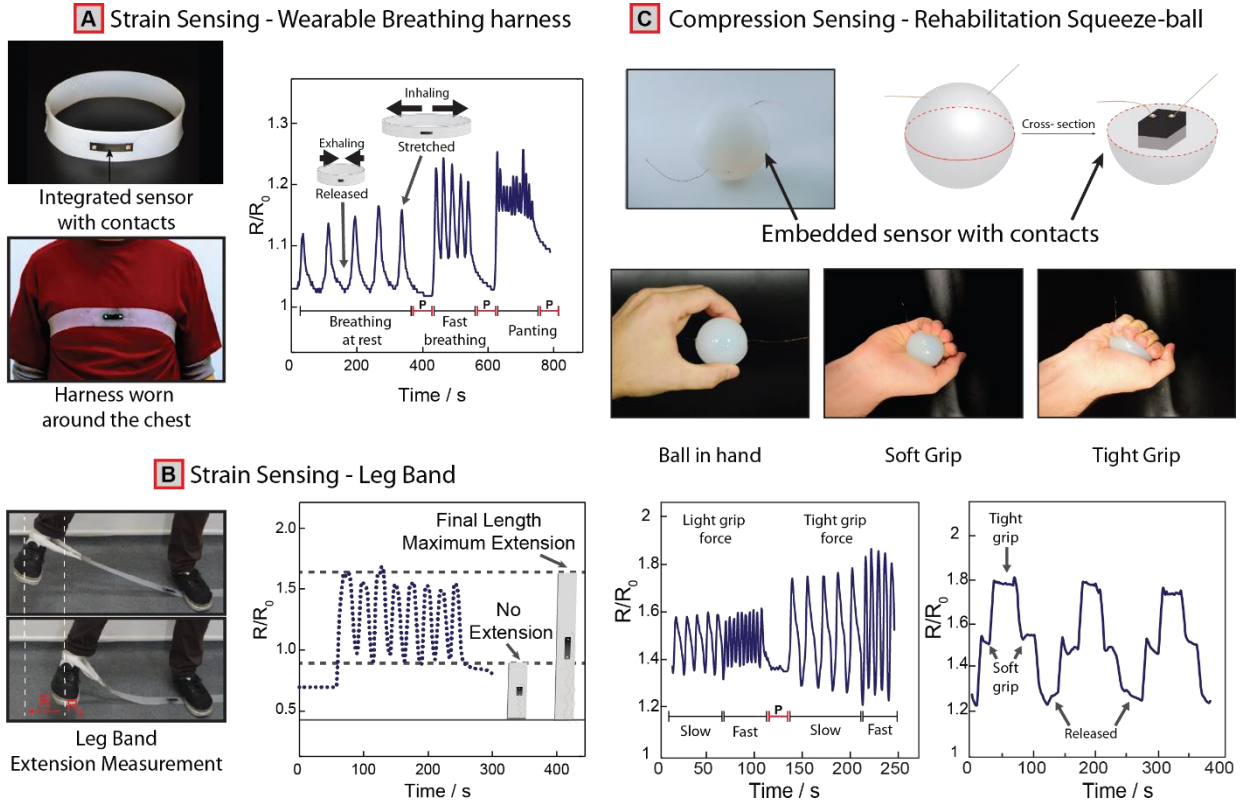 A Strain Sensing - Wearable Breathing harness
Integrated sensor
with contacts
Harness worn
around the chest
R/R0
1.3
1.2
1.1
1
Inhaling
Stretched
Exhaling
Released
P
P
P
Breathing
at rest
Fast
breathing
Panting
0
200
400
600
800
Time / s
C Compression Sensing - Rehabilitation Squeeze-ball
Cross- section
Embedded sensor with contacts
Ball in hand
Soft Grip
Tight Grip
B Strain Sensing - Leg Band
Leg Band
Extension Measurement
R/R0
2.0
1.5
1.0
0.5
Final Length
Maximum Extension
No
Extension
0
100
200
300
400
Time / s
R/R0
2
1.8
1.6
1.4
1.2
1
Light grip
force
Tight grip
force
P
Slow
Fast
Slow
Fast
0
50
100
150
200
250
Time / s
R/R0
2
1.8
1.6
1.4
1.2
1
Tight
grip
Soft
grip
Released
0
100
200
300
400
Time / s